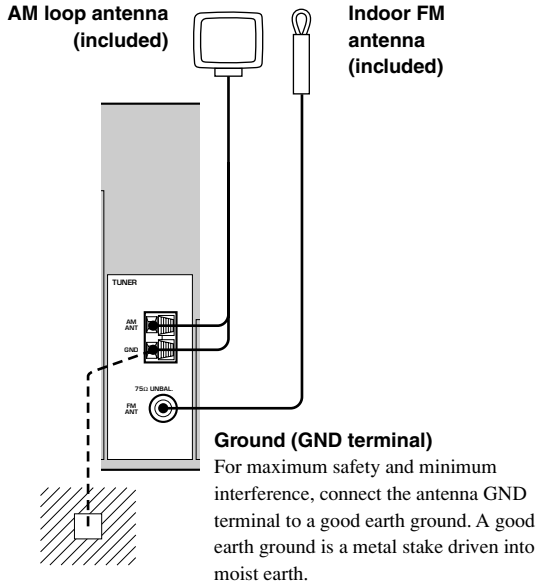 AM loop antenna
(included)
Indoor FM
antenna
(included)
TUNER
AM
ANT
GND
75Ω UNBAL.
FM
ANT
Ground (GND terminal)
For maximum safety and minimum
interference, connect the antenna GND
terminal to a good earth ground. A good
earth ground is a metal stake driven into
moist earth.